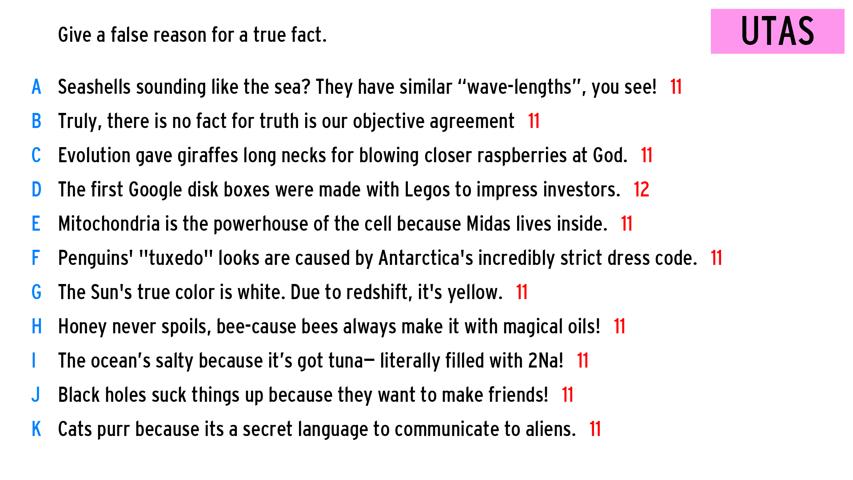 Give a false reason for a true fact.
UTAS
A Seashells sounding like the sea? They have similar “wave-lengths”, you see! 11
B Truly, there is no fact for truth is our objective agreement 11
C Evolution gave giraffes long necks for blowing closer raspberries at God. 11
D The first Google disk boxes were made with Legos to impress investors. 12
E Mitochondria is the powerhouse of the cell because Midas lives inside. 11
F Penguins' "tuxedo" looks are caused by Antarctica's incredibly strict dress code. 11
G The Sun's true color is white. Due to redshift, it's yellow. 11
H Honey never spoils, bee-cause bees always make it with magical oils! 11
I The ocean’s salty because it’s got tuna— literally filled with 2Na! 11
J Black holes suck things up because they want to make friends! 11
K Cats purr because its a secret language to communicate to aliens. 11